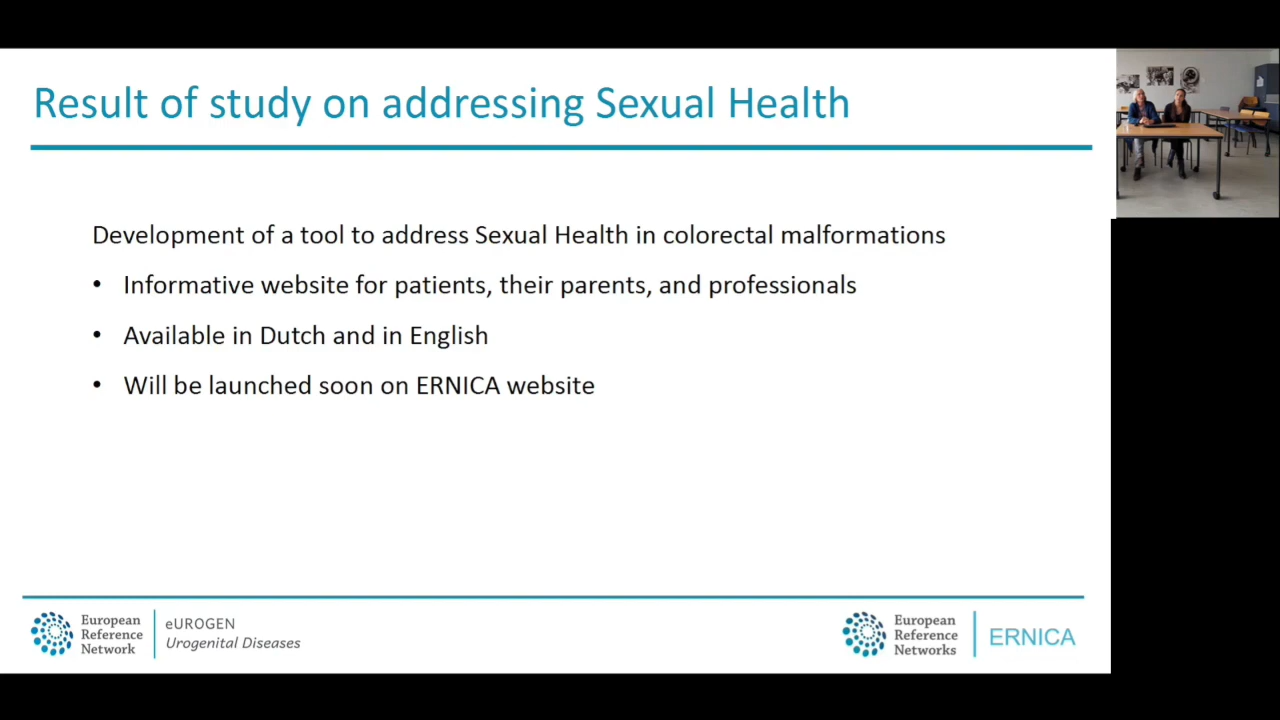 Result of study on addressing Sexual Health
Development of a tool to address Sexual Health in colorectal malformations
• Informative website for patients, their parents, and professionals
• Available in Dutch and in English
• Will be launched soon on ERNICA website
European
Reference
Network
eUROGEN
Urogenital Diseases
European
Reference
Networks
ERNICA